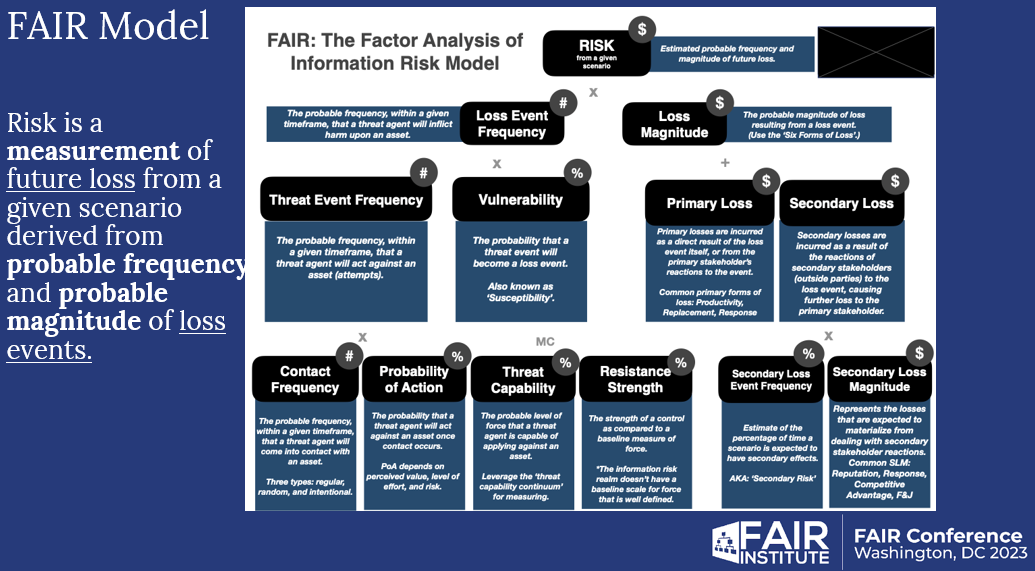 FAIR Model
Risk is a
measurement of
future loss from a
given scenario
derived from
probable frequency
and probable
magnitude of loss
events.
FAIR: The Factor Analysis of
Information Risk Model
RISK
from a given
scenario
$
Estimated probable frequency and
magnitude of future loss.
x
The probable frequency, within a given
timeframe, that a threat agent will inflict
harm upon an asset.
Loss Event
Frequency
#
Loss
Magnitude
$
The probable magnitude of loss
resulting from a loss event.
(Use the ‘Six Forms of Loss’.)
x
+
Threat Event Frequency
#
The probable frequency, within
a given timeframe, that a
threat agent will act against an
asset (attempts).
Vulnerability
%
The probability that a
threat event will
become a loss event.
Also known as
‘Susceptibility’.
Primary Loss
$
Primary losses are incurred
as a direct result of the loss
event itself, or from the
primary stakeholder’s
reactions to the event.
Common primary forms of
loss: Productivity,
Replacement, Response
Secondary Loss
$
Secondary losses are
incurred as a result of
the reactions of
secondary stakeholders
(outside parties) to the
loss event, causing
further loss to the
primary stakeholder.
x
MC
x
Contact
Frequency
#
The probable frequency,
within a given timeframe,
that a threat agent will
come into contact with
an asset.
Three types: regular,
random, and intentional.
Probability
of Action
%
The probability that a
threat agent will act
against an asset once
contact occurs.
PoA depends on
perceived value, level of
effort, and risk.
Threat
Capability
%
The probable level of
force that a threat
agent is capable of
applying against an
asset.
Leverage the ‘threat
capability continuum’
for measuring.
Resistance
Strength
%
The strength of a control
as compared to a
baseline measure of
force.
*The information risk
realm doesn’t have a
baseline scale for force
that is well defined.
Secondary Loss
Event Frequency
%
Estimate of the
percentage of time a
scenario is expected to
have secondary effects.
AKA: ‘Secondary Risk’
Secondary Loss
Magnitude
$
Represents the losses
that are expected to
materialize from
dealing with secondary
stakeholder reactions.
Common SLM:
Reputation, Response,
Competitive
Advantage, F&J
FAIR
INSTITUTE
FAIR Conference
Washington, DC 2023